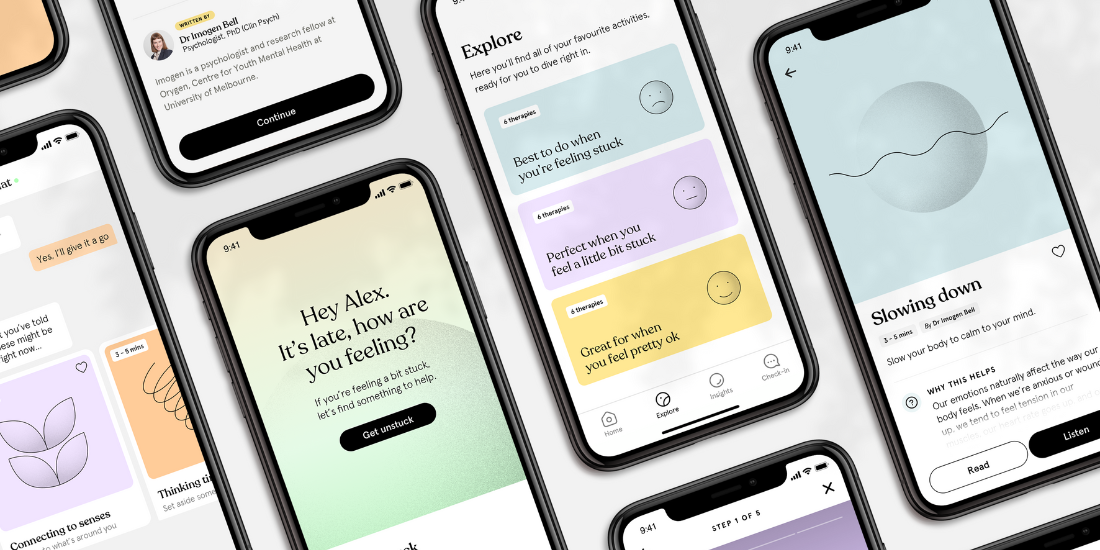 WRITTEN BY
Dr Imogen Bell
Psychologist, PhD (Clin Psych)
Imogen is a psychologist and research fellow at
Orygen, Centre for Youth Mental Health at
University of Melbourne.
Continue
Yes, I'll give it a go
t you've told
ese might be
right now...
Connecting to senses
o what's around you
3 - 5 mins
Thinking ti
Set aside some
9:41
Hey Alex.
It's late, how are
you feeling?
If you're feeling a bit stuck,
let's find something to help.
Get unstuck
Explore
Here you'll find all of your favourite activities,
ready for you to dive right in.
6 therapies
Best to do when
you're feeling stuck
6 therapies
Perfect when you
feel a little bit stuck
6 therapies
Great for when
you feel pretty ok
Home
Explore
Insights
Check-In
9:41
STEP 1 OF 5
9:41
Slowing down
3 - 5 mins
By Dr Imogen Bell
Slow your body to calm to your mind.
WHY THIS HELPS
Our emotions naturally affect the way our
body feels. When we're anxious or wound
up, we tend to feel tension in our
muscles, our heart rate goes up, and
Read
Listen